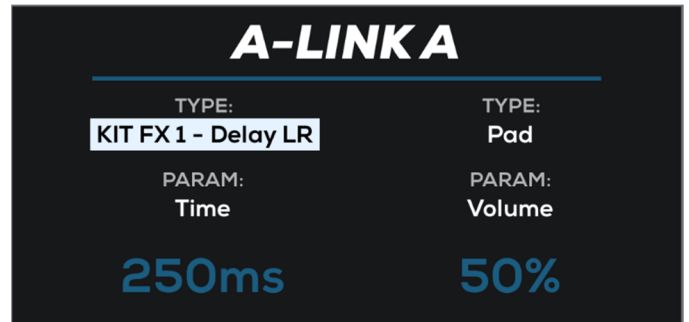 A-LINK A
TYPE: TYPE:
KIT FX 1 - Delay LR Pad
PARAM: PARAM:
Time Volume
250ms 50%